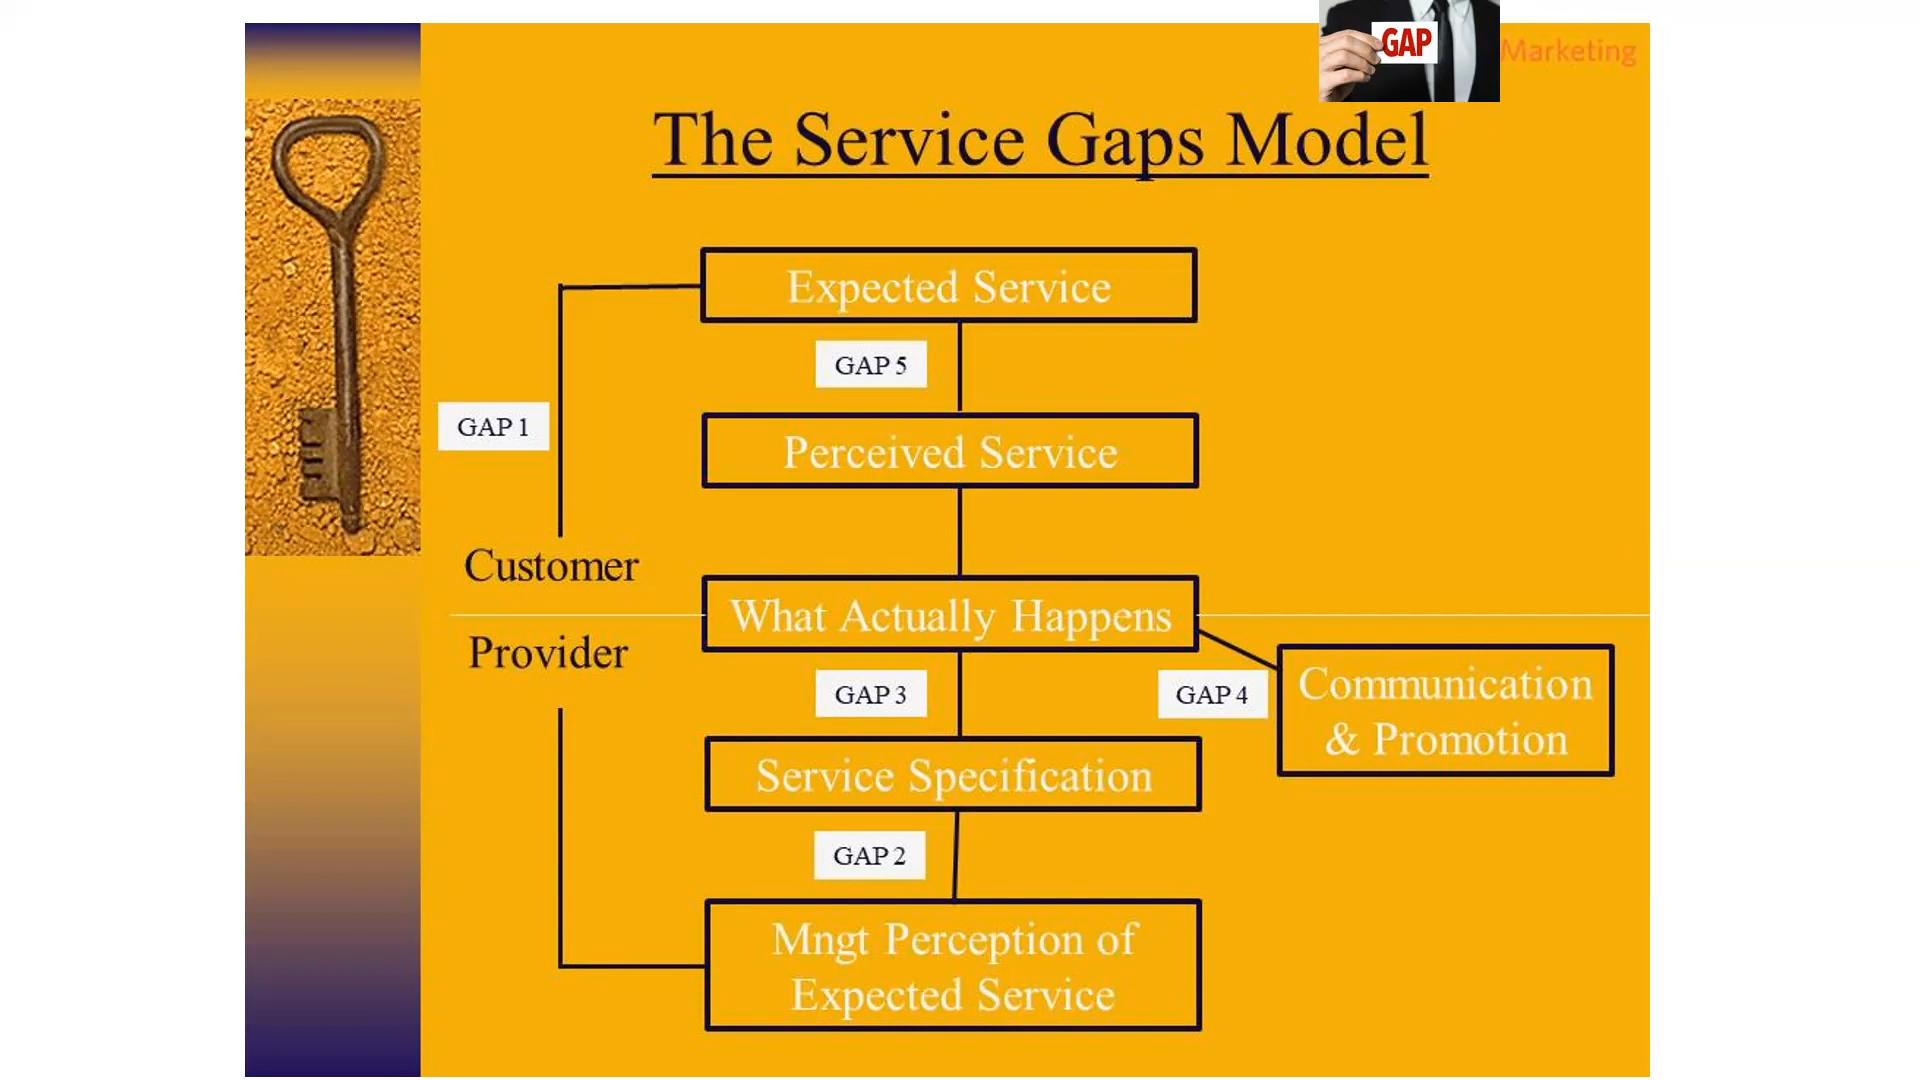 GAP
Marketing
The Service Gaps Model
Expected Service
GAP 5
GAP 1
Perceived Service
Customer
What Actually Happens
Provider
GAP 3
GAP 4
Communication
& Promotion
Service Specification
GAP 2
Mngt Perception of
Expected Service